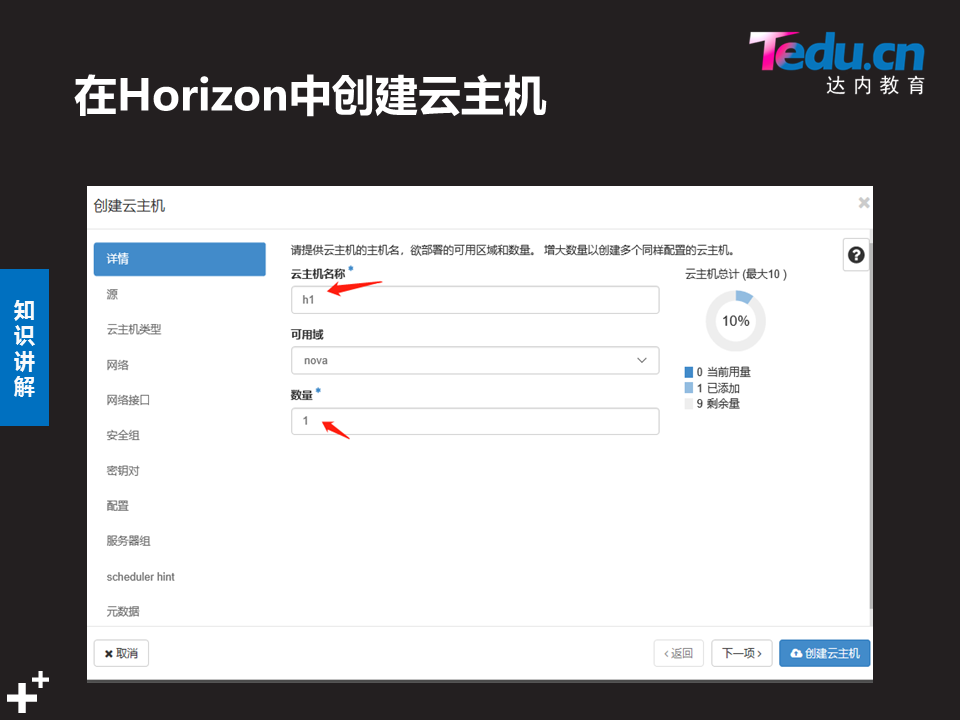 Tedu.cn
达内教育
在Horizon中创建云主机
知识讲解
创建云主机
详情
源
云主机类型
网络
网络接口
安全组
密钥对
配置
服务器组
scheduler hint
元数据
请提供云主机的主机名，欲部署的可用区域和数量。 增大数量以创建多个同样配置的云主机。
云主机名称*
h1
可用域
nova
数量*
1
云主机总计 (最大10 )
10%
0 当前用量
1 已添加
9 剩余量
✖ 取消
‹ 返回
下一项 ›
创建云主机